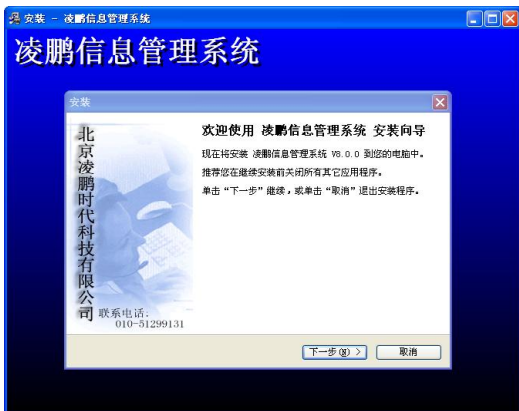 安装 - 凌鹏信息管理系统
凌鹏信息管理系统
安装
北京凌鹏时代科技有限公司
联系电话:
010-51299131
欢迎使用 凌鹏信息管理系统 安装向导
现在将安装 凌鹏信息管理系统 V8.0.0 到您的电脑中。
推荐您在继续安装前关闭所有其它应用程序。
单击“下一步”继续,或单击“取消”退出安装程序。
下一步(N) >
取消